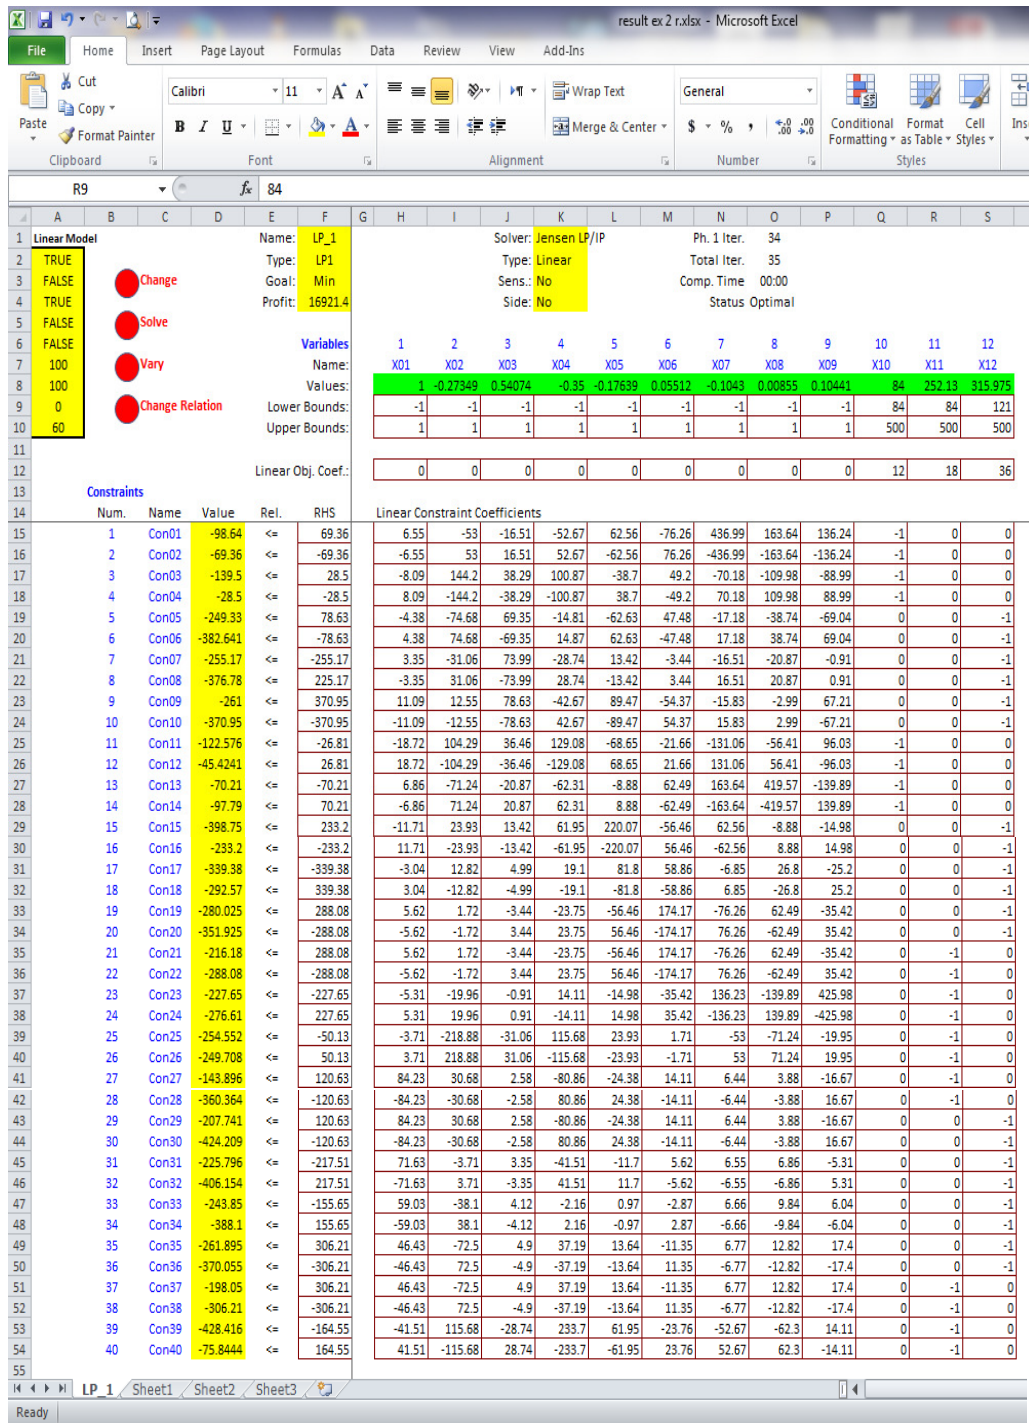 result ex 2 r.xlsx - Microsoft Excel
File Home Insert Page Layout Formulas Data Review View Add-Ins
Cut
Copy
Paste
Format Painter
Calibri 11 A A
B I U A
Wrap Text
Merge & Center
General
$ % , .00 .00
Conditional Formatting
Format as Table
Cell Styles
Ins
Clipboard Font Alignment Number Styles
R9 fx 84
A B C D E F G H I J K L M N O P Q R S
1 Linear Model Name: LP_1 Solver: Jensen LP/IP Ph. 1 Iter. 34
2 TRUE Type: LP1 Type: Linear Total Iter. 35
3 FALSE Change Goal: Min Sens.: No Comp. Time 00:00
4 TRUE Profit: 16921.4 Side: No Status Optimal
5 FALSE Solve
6 FALSE Variables 1 2 3 4 5 6 7 8 9 10 11 12
7 100 Vary Name: X01 X02 X03 X04 X05 X06 X07 X08 X09 X10 X11 X12
8 100 Values: 1 -0.27349 0.54074 -0.35 -0.17639 0.05512 -0.1043 0.00855 0.10441 84 252.13 315.975
9 0 Change Relation Lower Bounds: -1 -1 -1 -1 -1 -1 -1 -1 -1 84 84 121
10 60 Upper Bounds: 1 1 1 1 1 1 1 1 1 500 500 500
11
12 Linear Obj. Coef.: 0 0 0 0 0 0 0 0 0 12 18 36
13 Constraints
14 Num. Name Value Rel. RHS Linear Constraint Coefficients
15 1 Con01 -98.64 <= 69.36 6.55 -53 -16.51 -52.67 62.56 -76.26 436.99 163.64 136.24 -1 0 0
16 2 Con02 -69.36 <= -69.36 -6.55 53 16.51 52.67 -62.56 76.26 -436.99 -163.64 -136.24 -1 0 0
17 3 Con03 -139.5 <= 28.5 -8.09 144.2 38.29 100.87 -38.7 49.2 -70.18 -109.98 -88.99 -1 0 0
18 4 Con04 -28.5 <= -28.5 8.09 -144.2 -38.29 -100.87 38.7 -49.2 70.18 109.98 88.99 -1 0 0
19 5 Con05 -249.33 <= 78.63 -4.38 -74.68 69.35 -14.81 -62.63 47.48 -17.18 -38.74 -69.04 0 0 -1
20 6 Con06 -382.641 <= -78.63 4.38 74.68 -69.35 14.87 62.63 -47.48 17.18 38.74 69.04 0 0 -1
21 7 Con07 -255.17 <= -255.17 3.35 -31.06 73.99 -28.74 13.42 -3.44 -16.51 -20.87 -0.91 0 0 -1
22 8 Con08 -376.78 <= 225.17 -3.35 31.06 -73.99 28.74 -13.42 3.44 16.51 20.87 0.91 0 0 -1
23 9 Con09 -261 <= 370.95 11.09 12.55 78.63 -42.67 89.47 -54.37 -15.83 -2.99 67.21 0 0 -1
24 10 Con10 -370.95 <= -370.95 -11.09 -12.55 -78.63 42.67 -89.47 54.37 15.83 2.99 -67.21 0 0 -1
25 11 Con11 -122.576 <= -26.81 -18.72 104.29 36.46 129.08 -68.65 -21.66 -131.06 -56.41 96.03 -1 0 0
26 12 Con12 -45.4241 <= 26.81 18.72 -104.29 -36.46 -129.08 68.65 21.66 131.06 56.41 -96.03 -1 0 0
27 13 Con13 -70.21 <= -70.21 6.86 -71.24 -20.87 -62.31 -8.88 62.49 163.64 419.57 -139.89 -1 0 0
28 14 Con14 -97.79 <= 70.21 -6.86 71.24 20.87 62.31 8.88 -62.49 -163.64 -419.57 139.89 -1 0 0
29 15 Con15 -398.75 <= 233.2 -11.71 23.93 13.42 61.95 220.07 -56.46 62.56 -8.88 -14.98 0 0 -1
30 16 Con16 -233.2 <= -233.2 11.71 -23.93 -13.42 -61.95 -220.07 56.46 -62.56 8.88 14.98 0 0 -1
31 17 Con17 -339.38 <= -339.38 -3.04 12.82 4.99 19.1 81.8 58.86 -6.85 26.8 -25.2 0 0 -1
32 18 Con18 -292.57 <= 339.38 3.04 -12.82 -4.99 -19.1 -81.8 -58.86 6.85 -26.8 25.2 0 0 -1
33 19 Con19 -280.025 <= 288.08 5.62 1.72 -3.44 -23.75 -56.46 174.17 -76.26 62.49 -35.42 0 0 -1
34 20 Con20 -351.925 <= -288.08 -5.62 -1.72 3.44 23.75 56.46 -174.17 76.26 -62.49 35.42 0 0 -1
35 21 Con21 -216.18 <= 288.08 5.62 1.72 -3.44 -23.75 -56.46 174.17 -76.26 62.49 -35.42 0 -1 0
36 22 Con22 -288.08 <= -288.08 -5.62 -1.72 3.44 23.75 56.46 -174.17 76.26 -62.49 35.42 0 -1 0
37 23 Con23 -227.65 <= -227.65 -5.31 -19.96 -0.91 14.11 -14.98 -35.42 136.23 -139.89 425.98 0 -1 0
38 24 Con24 -276.61 <= 227.65 5.31 19.96 0.91 -14.11 14.98 35.42 -136.23 139.89 -425.98 0 -1 0
39 25 Con25 -254.552 <= -50.13 -3.71 -218.88 -31.06 115.68 23.93 1.71 -53 -71.24 -19.95 0 -1 0
40 26 Con26 -249.708 <= 50.13 3.71 218.88 31.06 -115.68 -23.93 -1.71 53 71.24 19.95 0 -1 0
41 27 Con27 -143.896 <= 120.63 84.23 30.68 2.58 -80.86 -24.38 14.11 6.44 3.88 -16.67 0 -1 0
42 28 Con28 -360.364 <= -120.63 -84.23 -30.68 -2.58 80.86 24.38 -14.11 -6.44 -3.88 16.67 0 -1 0
43 29 Con29 -207.741 <= 120.63 84.23 30.68 2.58 -80.86 -24.38 14.11 6.44 3.88 -16.67 0 0 -1
44 30 Con30 -424.209 <= -120.63 -84.23 -30.68 -2.58 80.86 24.38 -14.11 -6.44 -3.88 16.67 0 0 -1
45 31 Con31 -225.796 <= -217.51 71.63 -3.71 3.35 -41.51 -11.7 5.62 6.55 6.86 -5.31 0 0 -1
46 32 Con32 -406.154 <= 217.51 -71.63 3.71 -3.35 41.51 11.7 -5.62 -6.55 -6.86 5.31 0 0 -1
47 33 Con33 -243.85 <= -155.65 59.03 -38.1 4.12 -2.16 0.97 -2.87 6.66 9.84 6.04 0 0 -1
48 34 Con34 -388.1 <= 155.65 -59.03 38.1 -4.12 2.16 -0.97 2.87 -6.66 -9.84 -6.04 0 0 -1
49 35 Con35 -261.895 <= 306.21 46.43 -72.5 4.9 37.19 13.64 -11.35 6.77 12.82 17.4 0 0 -1
50 36 Con36 -370.055 <= -306.21 -46.43 72.5 -4.9 -37.19 -13.64 11.35 -6.77 -12.82 -17.4 0 0 -1
51 37 Con37 -198.05 <= 306.21 46.43 -72.5 4.9 37.19 13.64 -11.35 6.77 12.82 17.4 0 -1 0
52 38 Con38 -306.21 <= -306.21 -46.43 72.5 -4.9 -37.19 -13.64 11.35 -6.77 -12.82 -17.4 0 -1 0
53 39 Con39 -428.416 <= -164.55 -41.51 115.68 -28.74 233.7 61.95 -23.76 -52.67 -62.3 14.11 0 -1 0
54 40 Con40 -75.8444 <= 164.55 41.51 -115.68 28.74 -233.7 -61.95 23.76 52.67 62.3 -14.11 0 -1 0
55
LP_1 Sheet1 Sheet2 Sheet3
Ready